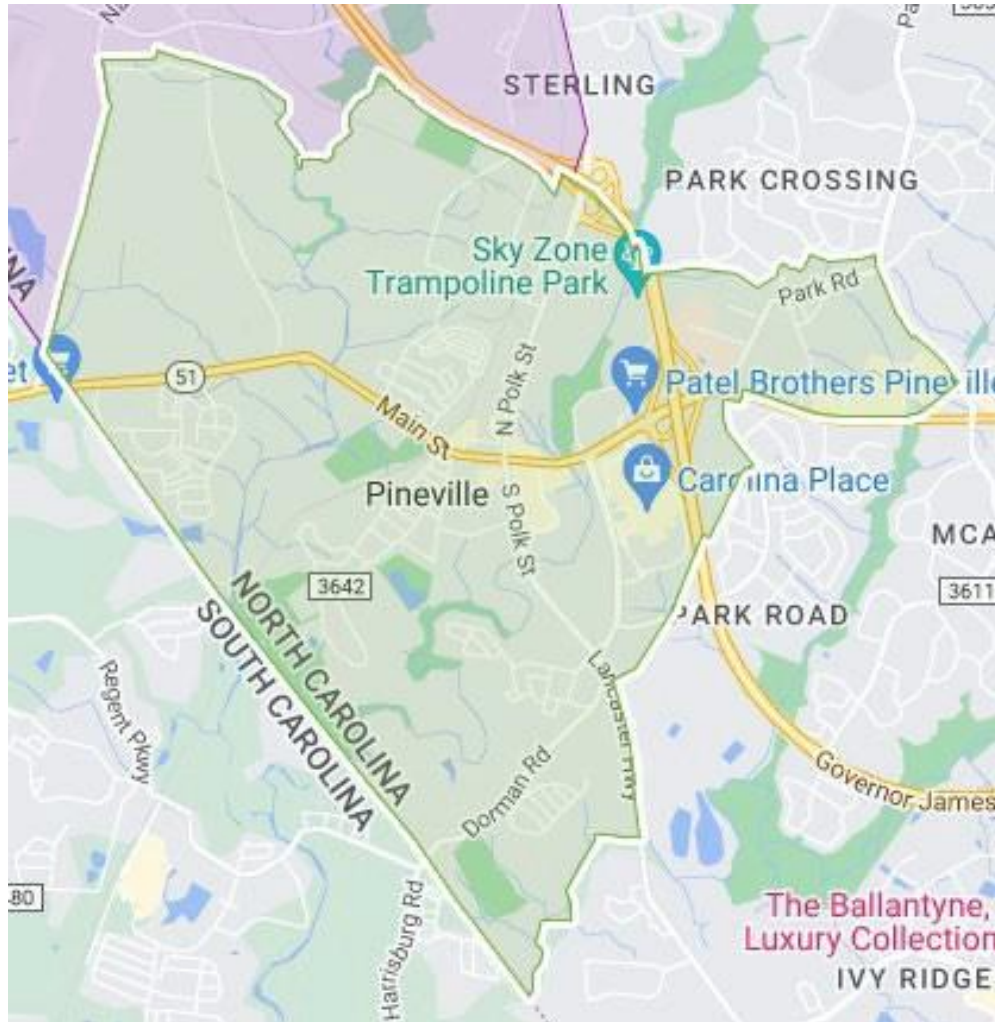 STERLING
PARK CROSSING
Sky Zone
Trampoline Park
Park Rd
51
N Polk St
Patel Brothers
Main St
Pineville
S Polk St
Carolina Place
MCA
3642
3611
NORTH CAROLINA
SOUTH CAROLINA
PARK ROAD
Lancaster Hwy
Regent Pkwy
Dorman Rd
Governor James
Harrisburg Rd
The Ballantyne,
Luxury Collection
IVY RIDGE